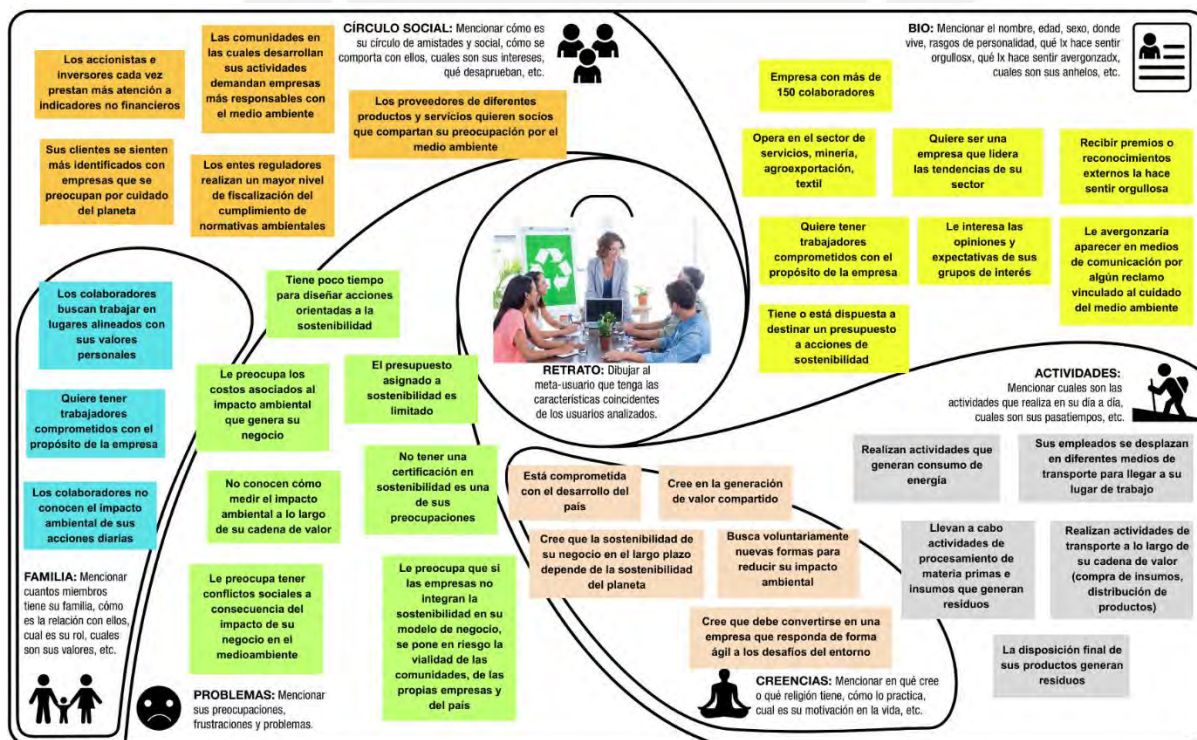 CÍRCULO SOCIAL: Mencionar cómo es
su círculo de amistades y social, cómo se
comporta con ellos, cuales son sus intereses,
qué desaprueban, etc.
Los accionistas e
inversores cada vez
prestan más atención a
indicadores no financieros
Las comunidades en
las cuales desarrollan
sus actividades
demandan empresas
más responsables con
el medio ambiente
Los proveedores de diferentes
productos y servicios quieren socios
que compartan su preocupación por el
medio ambiente
Sus clientes se sienten
más identificados con
empresas que se
preocupan por cuidado
del planeta
Los entes reguladores
realizan un mayor nivel
de fiscalización del
cumplimiento de
normativas ambientales
BIO: Mencionar el nombre, edad, sexo, donde
vive, rasgos de personalidad, qué lx hace sentir
orgullosx, qué lx hace sentir avergonzadx,
cuales son sus anhelos, etc.
Empresa con más de
150 colaboradores
Opera en el sector de
servicios, minería,
agroexportación,
textil
Quiere ser una
empresa que lidera
las tendencias de su
sector
Recibir premios o
reconocimientos
externos la hace
sentir orgullosa
Quiere tener
trabajadores
comprometidos con el
propósito de la empresa
Le interesa las
opiniones y
expectativas de sus
grupos de interés
Le avergonzaría
aparecer en medios
de comunicación por
algún reclamo
vinculado al cuidado
del medio ambiente
Tiene o está dispuesta a
destinar un presupuesto
a acciones de
sostenibilidad
RETRATO: Dibujar al
meta-usuario que tenga las
características coincidentes
de los usuarios analizados.
Los colaboradores
buscan trabajar en
lugares alineados con
sus valores
personales
Quiere tener
trabajadores
comprometidos con el
propósito de la empresa
Los colaboradores no
conocen el impacto
ambiental de sus
acciones diarias
FAMILIA: Mencionar
cuantos miembros
tiene su familia, cómo
es la relación con ellos,
cual es su rol, cuales
son sus valores, etc.
Tiene poco tiempo
para diseñar acciones
orientadas a la
sostenibilidad
Le preocupa los
costos asociados al
impacto ambiental
que genera su
negocio
El presupuesto
asignado a
sostenibilidad es
limitado
No conocen cómo
medir el impacto
ambiental a lo largo
de su cadena de valor
No tener una
certificación en
sostenibilidad es una
de sus
preocupaciones
Le preocupa tener
conflictos sociales a
consecuencia del
impacto de su
negocio en el
medioambiente
Le preocupa que si
las empresas no
integran la
sostenibilidad en su
modelo de negocio,
se pone en riesgo la
vialidad de las
comunidades, de las
propias empresas y
del país
PROBLEMAS: Mencionar
sus preocupaciones,
frustraciones y problemas.
Está comprometida
con el desarrollo del
país
Cree en la generación
de valor compartido
Cree que la sostenibilidad de
su negocio en el largo plazo
depende de la sostenibilidad
del planeta
Busca voluntariamente
nuevas formas para
reducir su impacto
ambiental
Cree que debe convertirse en una
empresa que responda de forma
ágil a los desafíos del entorno
CREENCIAS: Mencionar en qué cree
o qué religión tiene, cómo lo practica,
cual es su motivación en la vida, etc.
ACTIVIDADES:
Mencionar cuales son las
actividades que realiza en su día a día,
cuales son sus pasatiempos, etc.
Realizan actividades que
generan consumo de
energía
Sus empleados se desplazan
en diferentes medios de
transporte para llegar a su
lugar de trabajo
Llevan a cabo
actividades de
procesamiento de
materia primas e
insumos que generan
residuos
Realizan actividades de
transporte a lo largo de
su cadena de valor
(compra de insumos,
distribución de
productos)
La disposición final de
sus productos generan
residuos